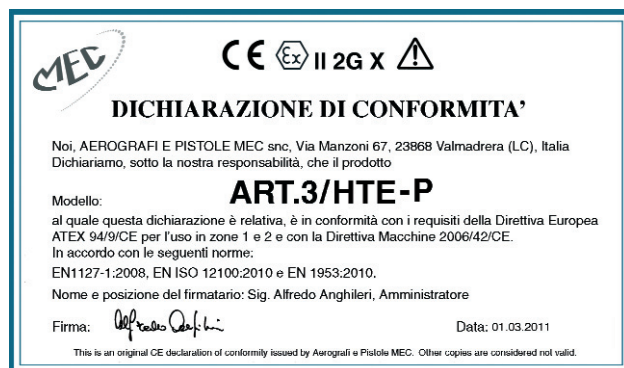 MEC
CE Ex II 2G X
DICHIARAZIONE DI CONFORMITA'
Noi, AEROGRAFI E PISTOLE MEC snc, Via Manzoni 67, 23868 Valmadrera (LC), Italia
Dichiariamo, sotto la nostra responsabilità, che il prodotto
Modello: ART.3/HTE-P
al quale questa dichiarazione è relativa, è in conformità con i requisiti della Direttiva Europea
ATEX 94/9/CE per l'uso in zone 1 e 2 e con la Direttiva Macchine 2006/42/CE.
In accordo con le seguenti norme:
EN1127-1:2008, EN ISO 12100:2010 e EN 1953:2010.
Nome e posizione del firmatario: Sig. Alfredo Anghileri, Amministratore
Firma: Data: 01.03.2011
This is an original CE declaration of conformity issued by Aerografi e Pistole MEC. Other copies are considered not valid.